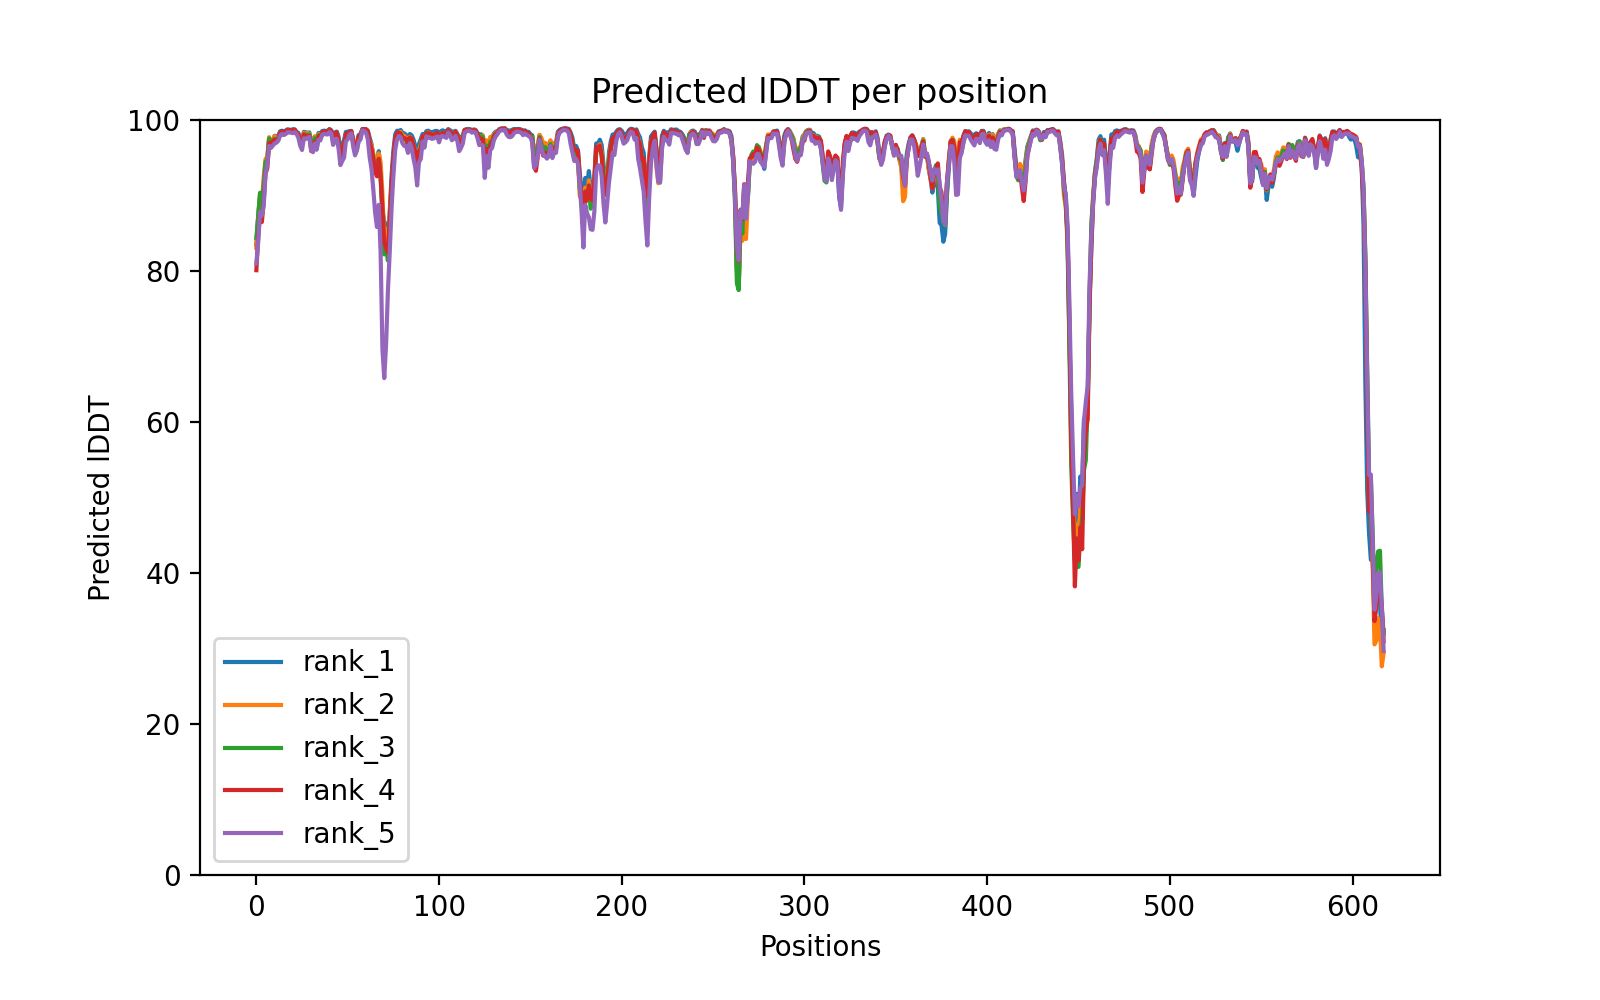 Predicted lDDT per position
100
80
60
40
20
0
Predicted lDDT
rank_1
rank_2
rank_3
rank_4
rank_5
0 100 200 300 400 500 600
Positions